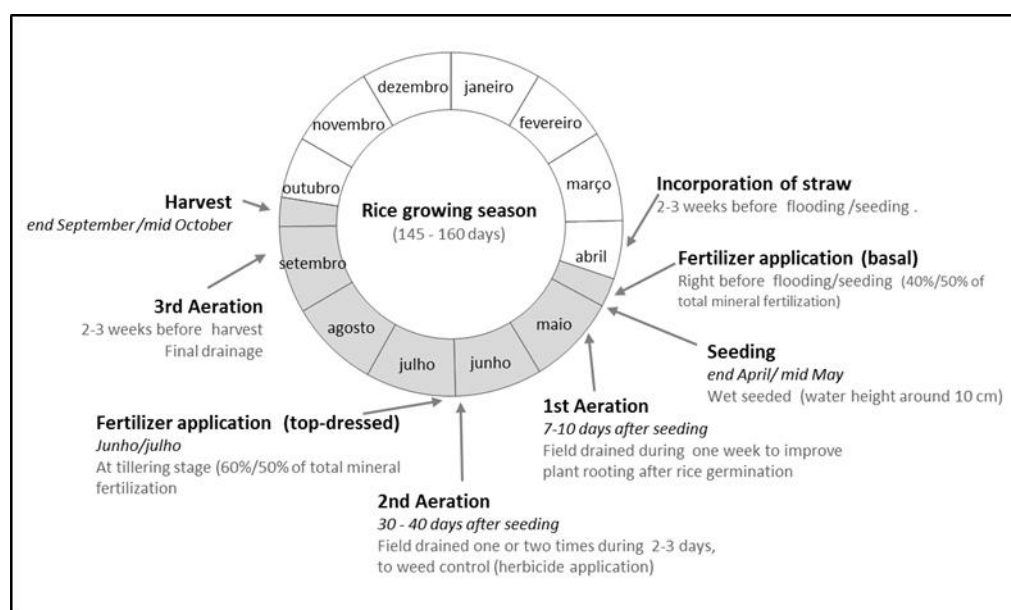 dezembro
janeiro
novembro
fevereiro
outubro
março
Rice growing season
(145 - 160 days)
abril
setembro
maio
agosto
julho
junho
Incorporation of straw
2-3 weeks before flooding /seeding .
Fertilizer application (basal)
Right before flooding/seeding (40%/50% of
total mineral fertilization)
Seeding
end April/ mid May
Wet seeded (water height around 10 cm)
1st Aeration
7-10 days after seeding
Field drained during one week to improve
plant rooting after rice germination
2nd Aeration
30 - 40 days after seeding
Field drained one or two times during 2-3 days,
to weed control (herbicide application)
Fertilizer application (top-dressed)
Junho/julho
At tillering stage (60%/50% of total mineral
fertilization
3rd Aeration
2-3 weeks before harvest
Final drainage
Harvest
end September /mid October